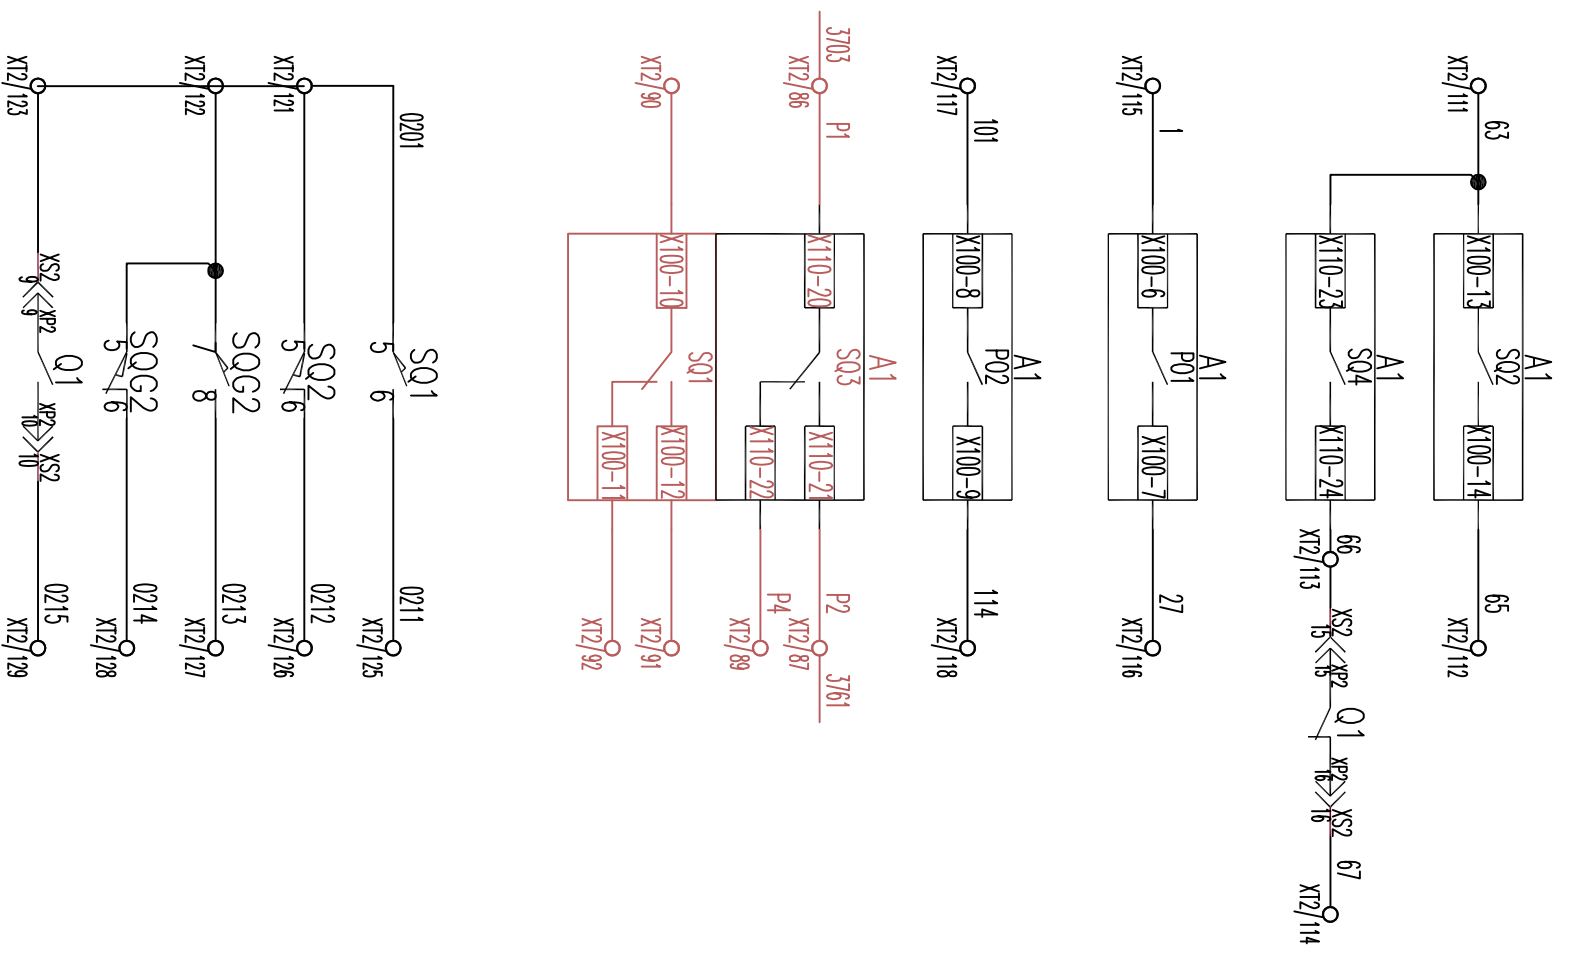 XT2/111
63
X100-13
A1
SQ2
X100-14
65
XT2/112
X110-23
A1
SQ4
X110-24
66
XT2/113
XS2
15
XP2
15
Q1
XP2
16
XS2
16
67
XT2/114
XT2/115
1
X100-6
A1
PO1
X100-7
27
XT2/116
XT2/117
101
X100-8
A1
PO2
X100-9
114
XT2/118
3703
XT2/86
P1
X110-20
A1
SQ3
X110-21
X110-22
P2
P4
XT2/87
XT2/89
3761
XT2/90
X100-10
SQ1
X100-12
X100-11
XT2/91
XT2/92
0201
5
SQ1
6
0211
XT2/125
XT2/121
5
SQ2
6
0212
XT2/126
XT2/122
7
SQG2
8
0213
XT2/127
5
SQG2
6
0214
XT2/128
XT2/123
XS2
9
XP2
9
Q1
XP2
10
XS2
10
0215
XT2/129